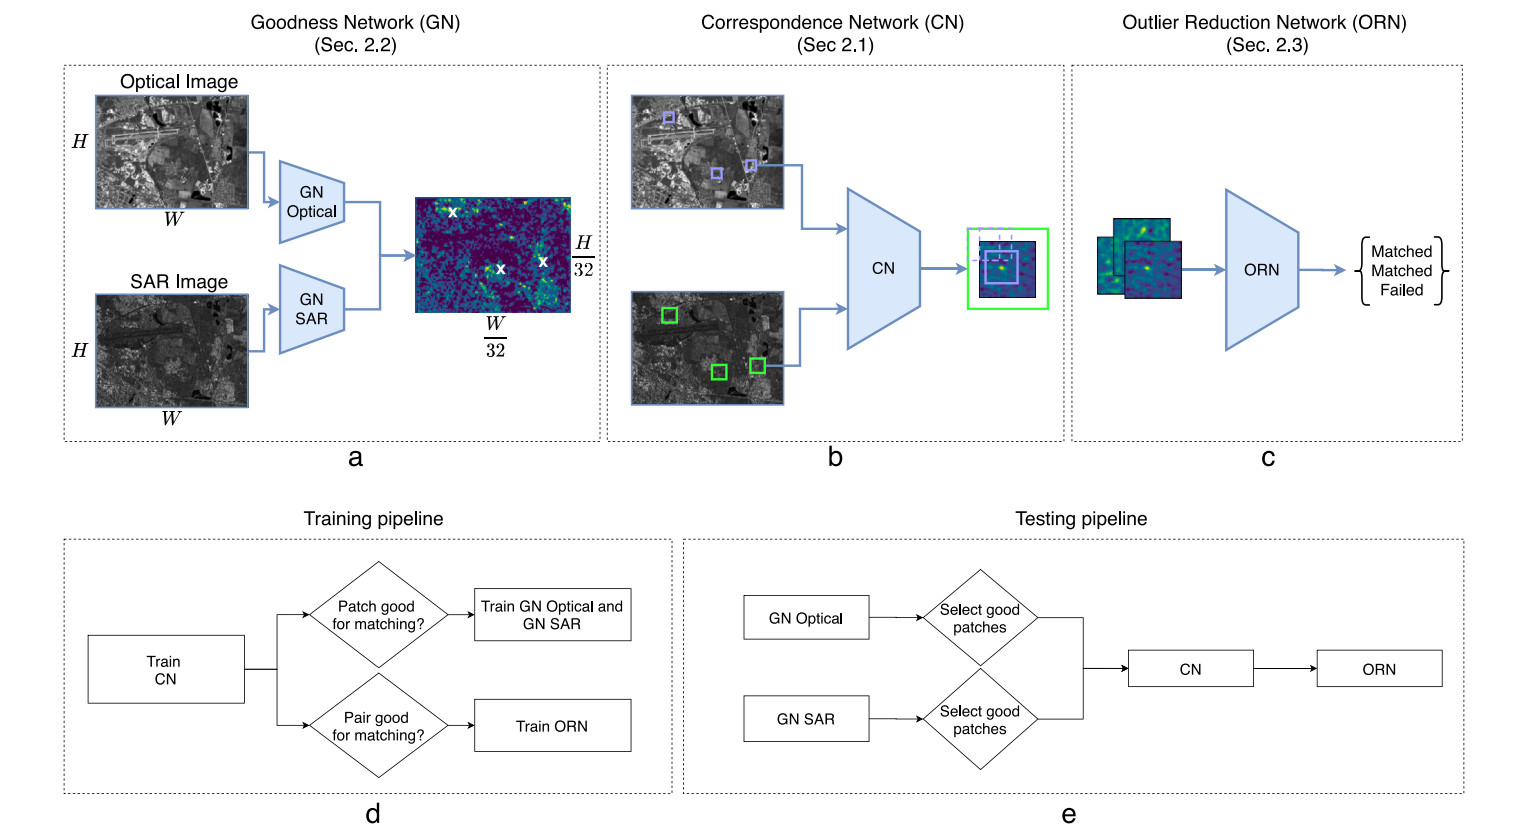 Goodness Network (GN)
(Sec. 2.2)
Correspondence Network (CN)
(Sec 2.1)
Outlier Reduction Network (ORN)
(Sec. 2.3)
Optical Image
H
W
GN
Optical
SAR Image
H
W
GN
SAR
x
x
x
H
32
W
32
a
CN
b
ORN
Matched
Matched
Failed
c
Training pipeline
Train
CN
Patch good
for matching?
Train GN Optical and
GN SAR
Pair good
for matching?
Train ORN
d
Testing pipeline
GN Optical
Select good
patches
GN SAR
Select good
patches
CN
ORN
e